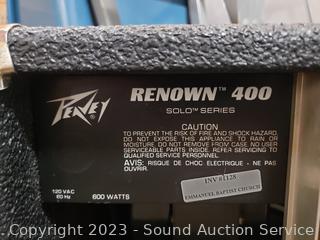 PEAVEY®
RENOWN™ 400
SOLO™ SERIES
CAUTION
TO PREVENT THE RISK OF FIRE AND SHOCK HAZARD.
DO NOT EXPOSE THIS APPLIANCE TO RAIN OR
MOISTURE. DO NOT REMOVE FROM CASE. NO USER
SERVICEABLE PARTS INSIDE. REFER SERVICING TO
QUALIFIED SERVICE PERSONNEL.
AVIS: RISQUE DE CHOC ELECTRIQUE - NE PAS
OUVRIR.
INV #1128
EMMANUEL BAPTIST CHURCH
120 VAC
60 Hz
600 WATTS
Copyright 2023 - Sound Auction Service